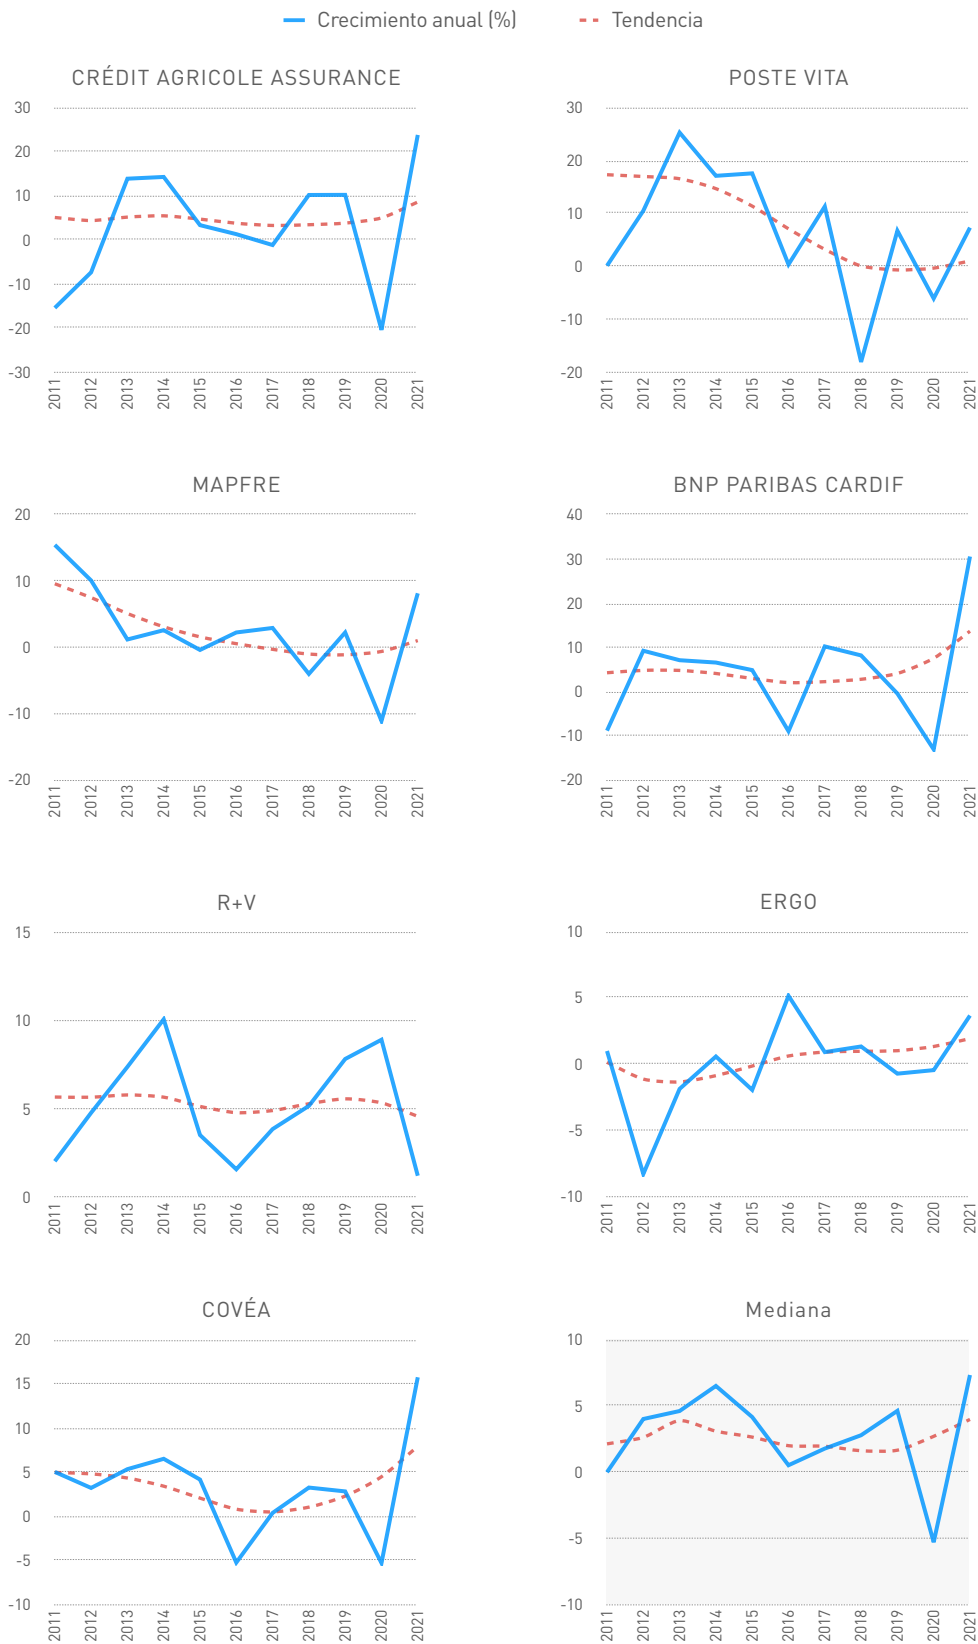 Crecimiento anual (%) Tendencia
CRÉDIT AGRICOLE ASSURANCE
30
20
10
0
-10
-20
-30
2011 2012 2013 2014 2015 2016 2017 2018 2019 2020 2021
POSTE VITA
30
20
10
0
-10
-20
2011 2012 2013 2014 2015 2016 2017 2018 2019 2020 2021
MAPFRE
20
10
0
-10
-20
2011 2012 2013 2014 2015 2016 2017 2018 2019 2020 2021
BNP PARIBAS CARDIF
40
30
20
10
0
-10
-20
2011 2012 2013 2014 2015 2016 2017 2018 2019 2020 2021
R+V
15
10
5
0
2011 2012 2013 2014 2015 2016 2017 2018 2019 2020 2021
ERGO
10
5
0
-5
-10
2011 2012 2013 2014 2015 2016 2017 2018 2019 2020 2021
COVÉA
20
15
10
5
0
-5
-10
2011 2012 2013 2014 2015 2016 2017 2018 2019 2020 2021
Mediana
10
5
0
-5
-10
2011 2012 2013 2014 2015 2016 2017 2018 2019 2020 2021